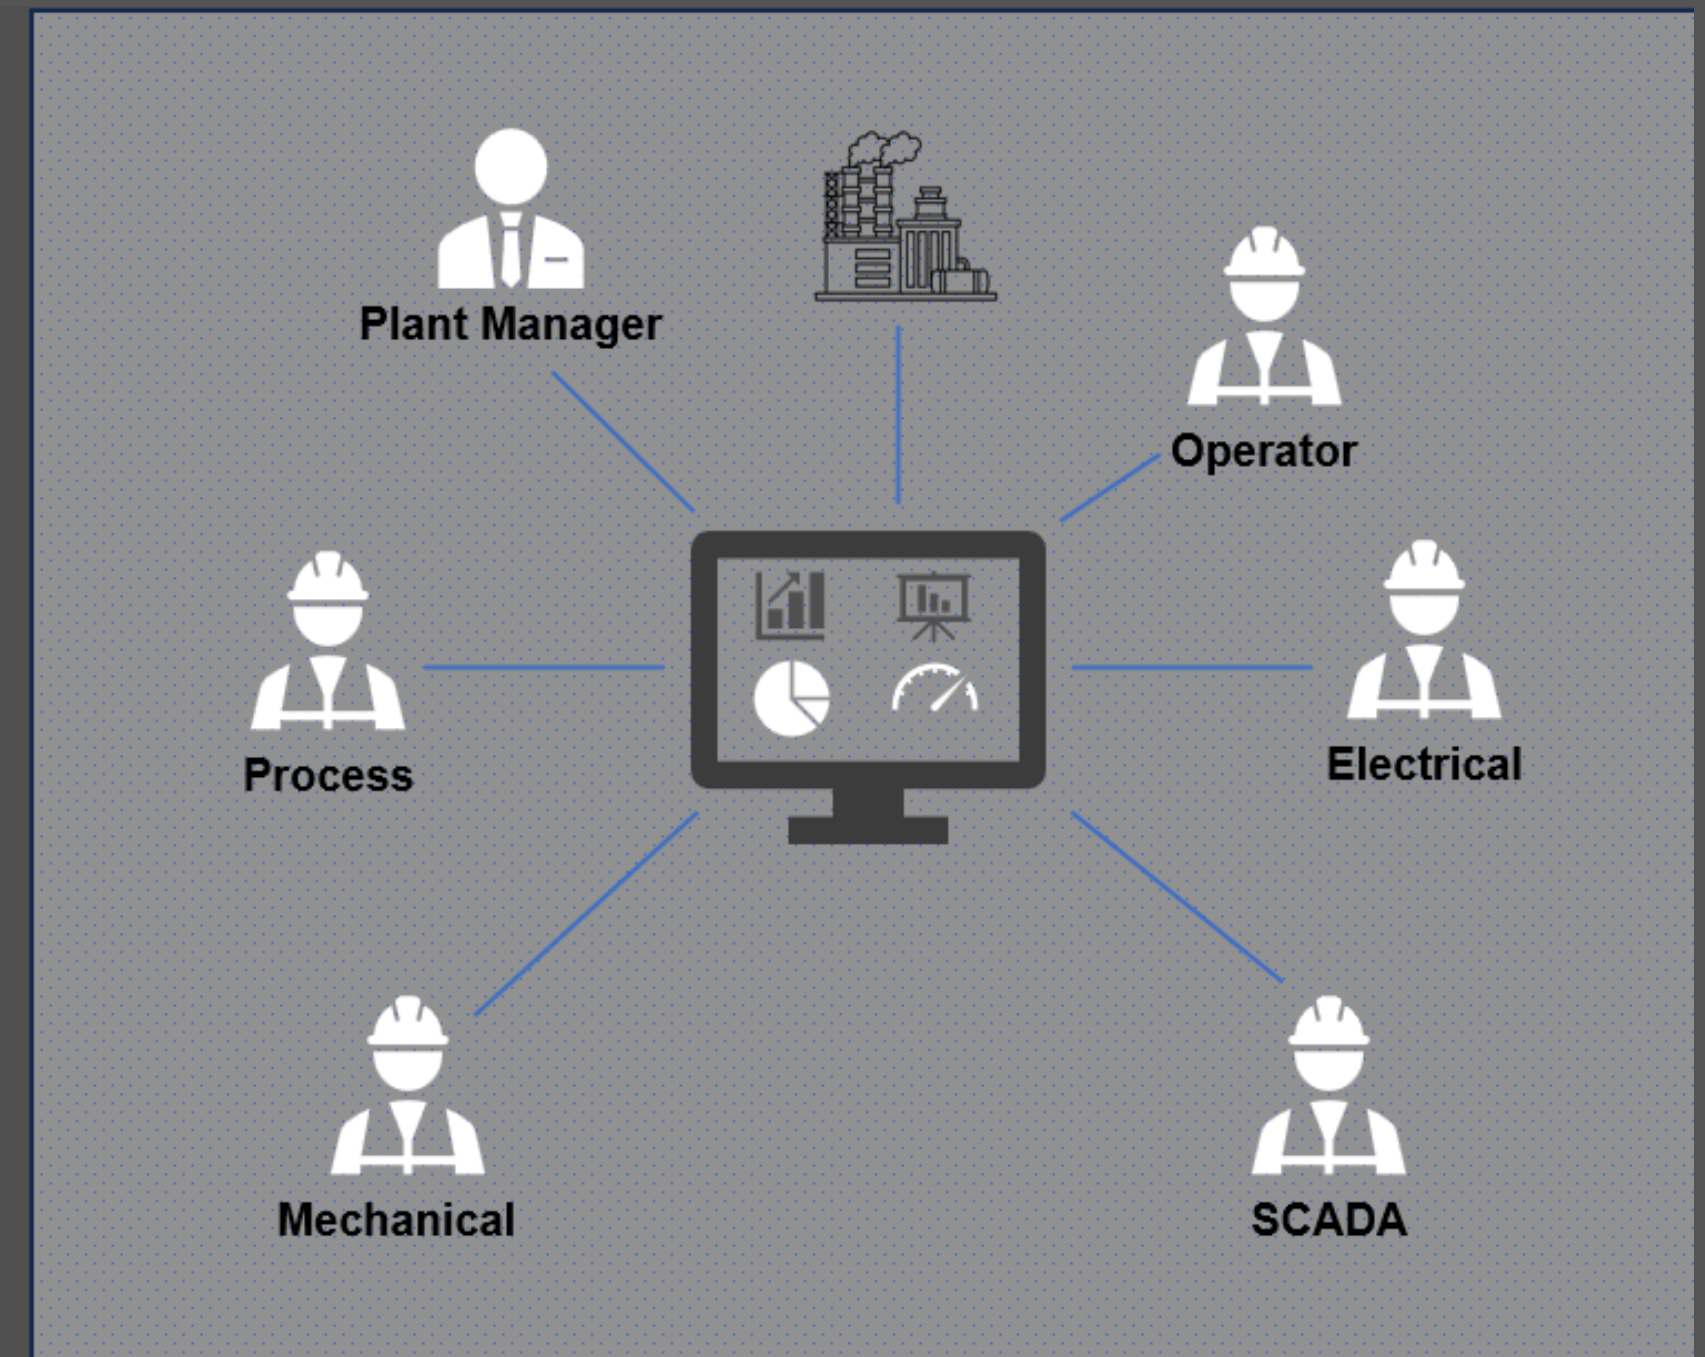 Plant Manager
Operator
Process
Electrical
Mechanical
SCADA